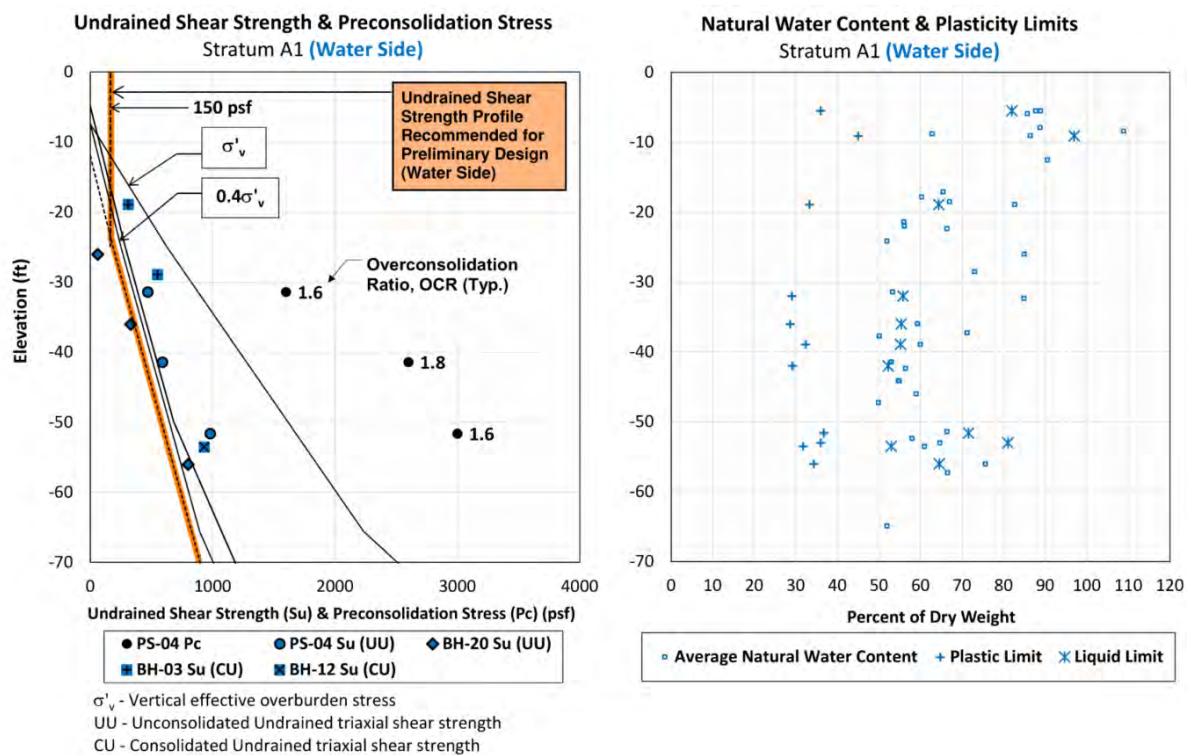 Undrained Shear Strength & Preconsolidation Stress
Stratum A1 (Water Side)
0
-10
-20
-30
-40
-50
-60
-70
Elevation (ft)
150 psf
σ'v
0.4σ'v
Undrained Shear
Strength Profile
Recommended for
Preliminary Design
(Water Side)
Overconsolidation
Ratio, OCR (Typ.)
1.6
1.8
1.6
0
1000
2000
3000
4000
Undrained Shear Strength (Su) & Preconsolidation Stress (Pc) (psf)
PS-04 Pc
PS-04 Su (UU)
BH-20 Su (UU)
BH-03 Su (CU)
BH-12 Su (CU)
σ'v - Vertical effective overburden stress
UU - Unconsolidated Undrained triaxial shear strength
CU - Consolidated Undrained triaxial shear strength
Natural Water Content & Plasticity Limits
Stratum A1 (Water Side)
0
-10
-20
-30
-40
-50
-60
-70
0 10 20 30 40 50 60 70 80 90 100 110 120
Percent of Dry Weight
Average Natural Water Content
Plastic Limit
Liquid Limit